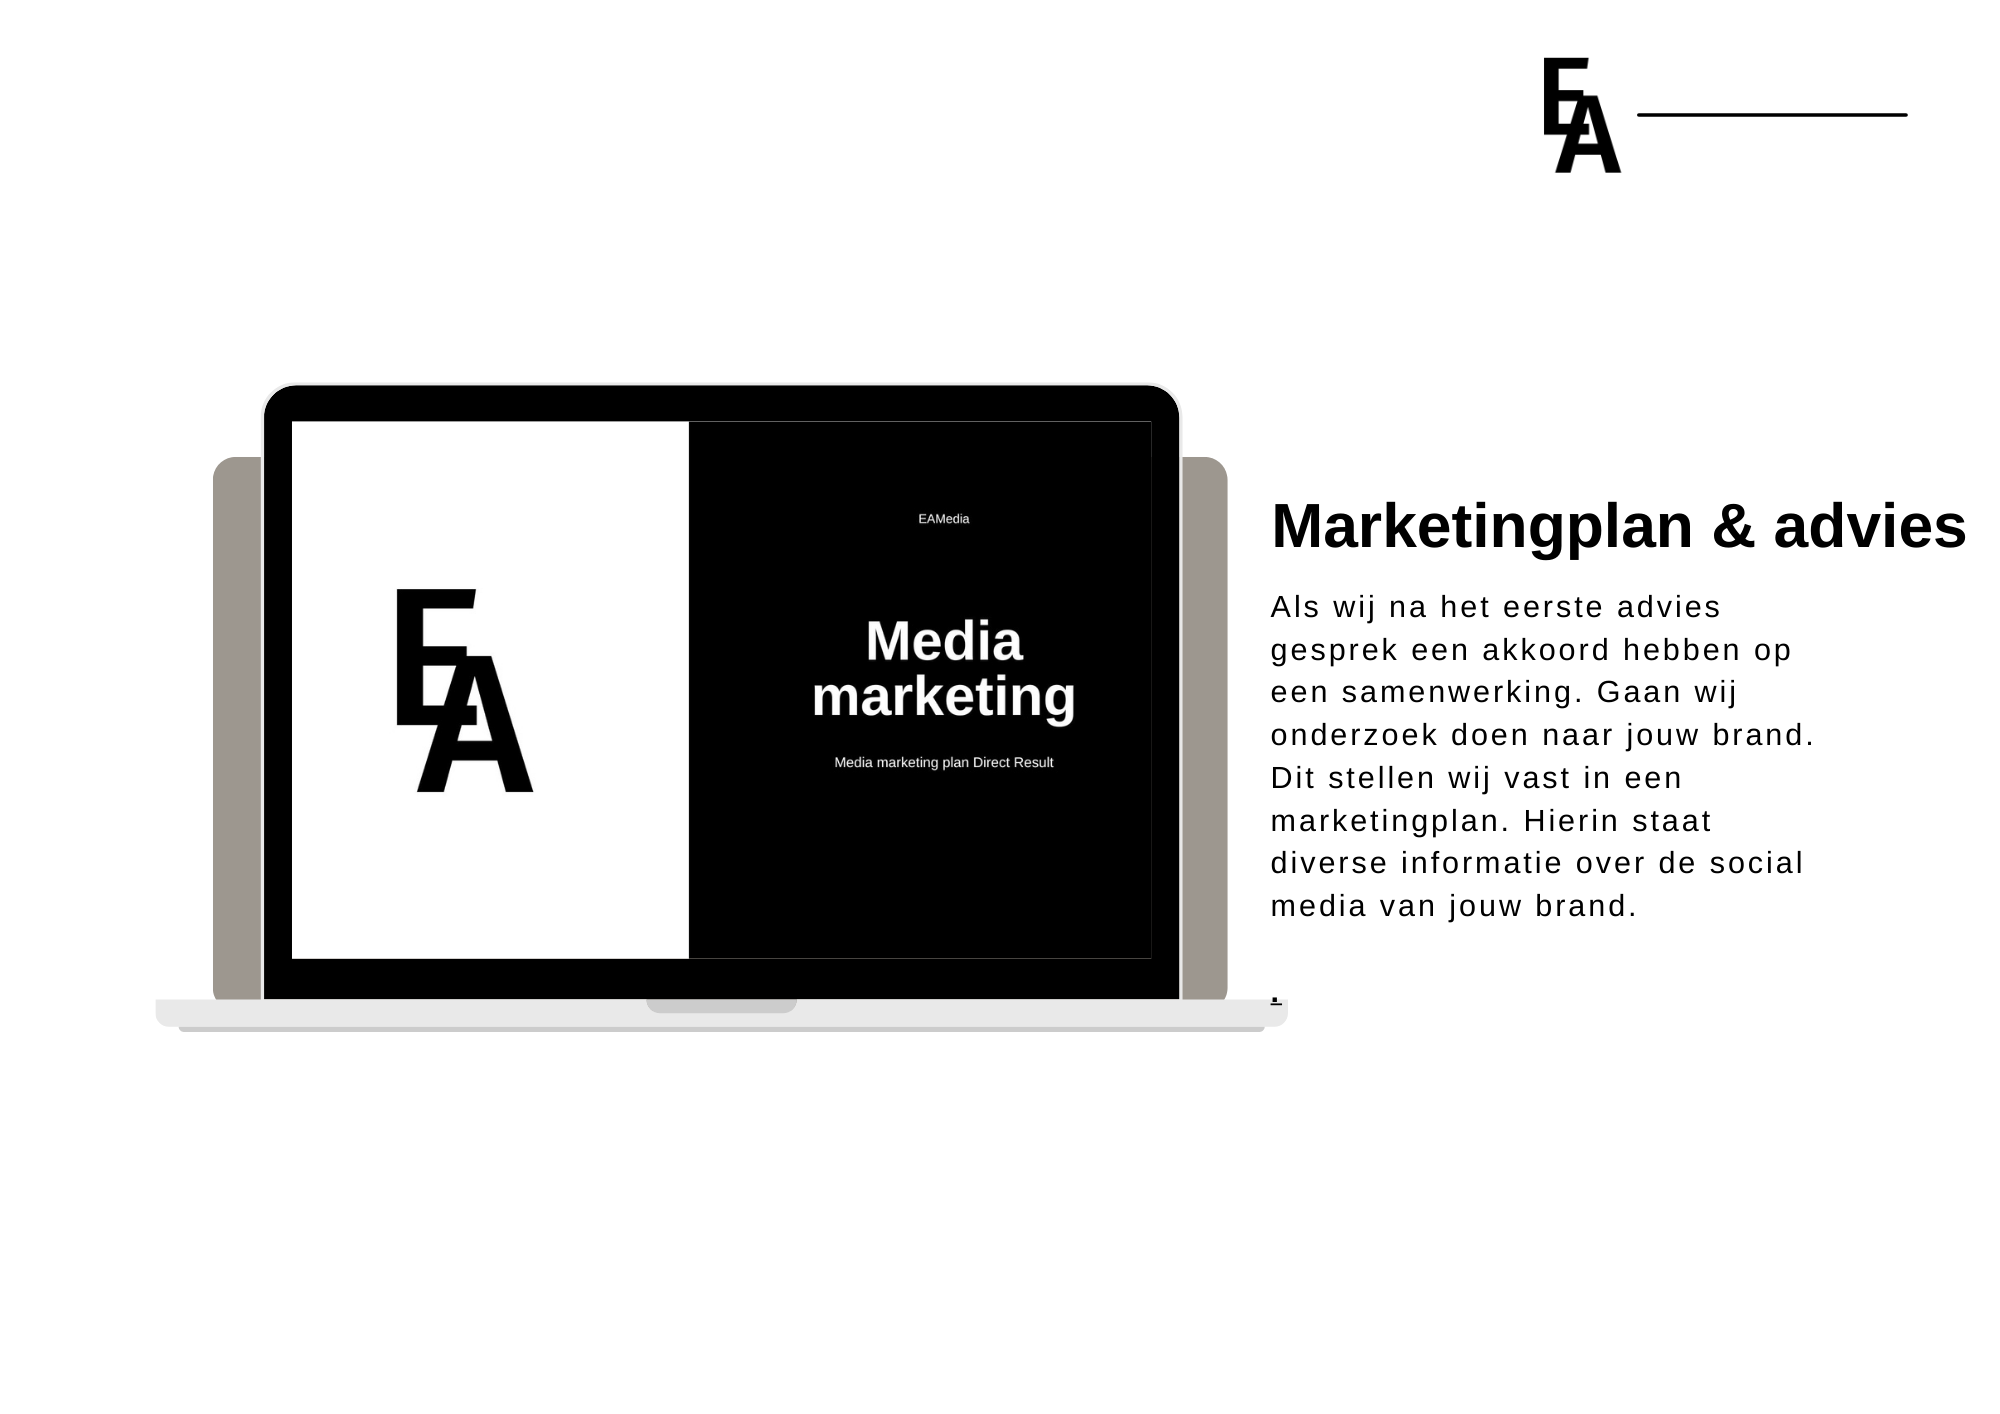 EA
EA
EAMedia
Media
marketing
Media marketing plan Direct Result
Marketingplan & advies
Als wij na het eerste advies
gesprek een akkoord hebben op
een samenwerking. Gaan wij
onderzoek doen naar jouw brand.
Dit stellen wij vast in een
marketingplan. Hierin staat
diverse informatie over de social
media van jouw brand.
.